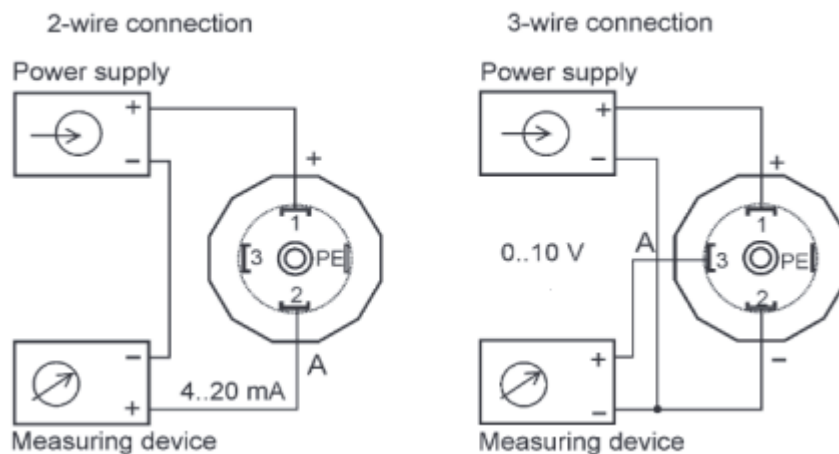 2-wire connection
Power supply
+
−
+
1
3
PE
2
A
−
4..20 mA
+
Measuring device
3-wire connection
Power supply
+
−
+
1
0..10 V
A
3
PE
2
+
−
−
Measuring device